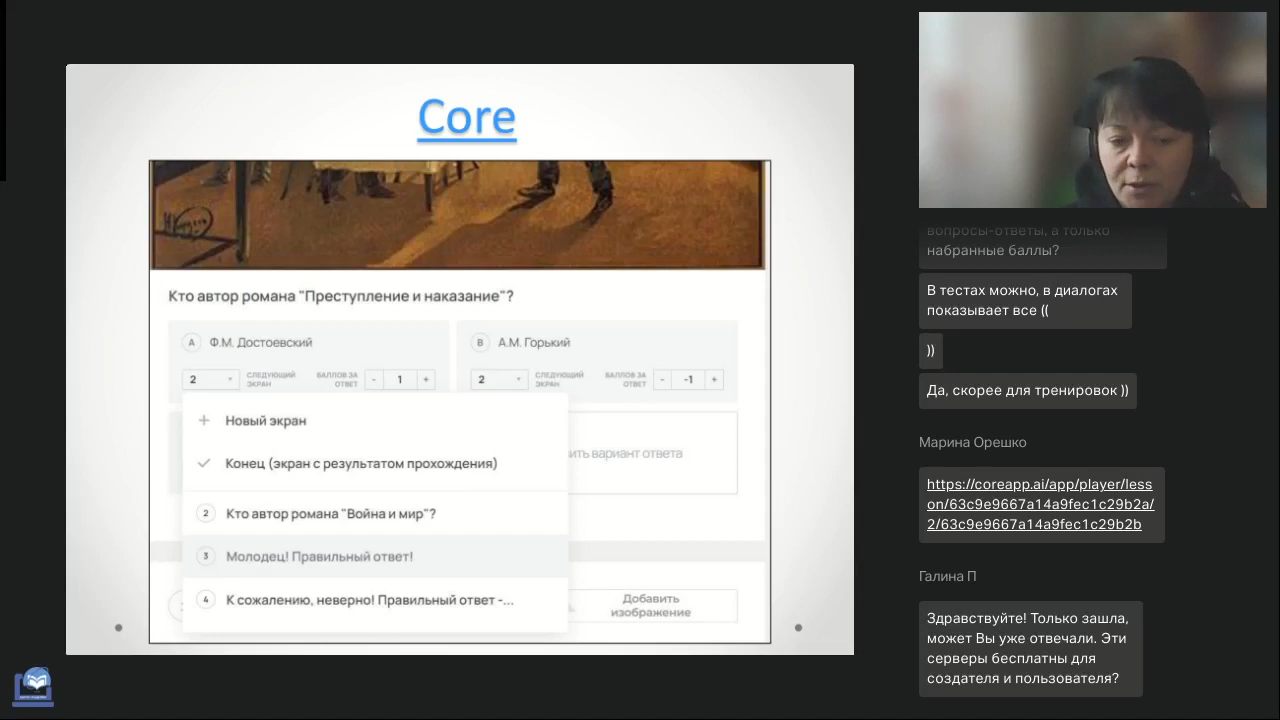 Core
Кто автор романа "Преступление и наказание"?
A Ф.М. Достоевский
B А.М. Горький
2 СЛЕДУЮЩИЙ ЭКРАН БАЛЛОВ ЗА ОТВЕТ - 1 +
2 СЛЕДУЮЩИЙ ЭКРАН БАЛЛОВ ЗА ОТВЕТ - -1 +
+ Новый экран
Конец (экран с результатом прохождения)
ить вариант ответа
2 Кто автор романа "Война и мир"?
3 Молодец! Правильный ответ!
4 К сожалению, неверно! Правильный ответ -...
Добавить
изображение
вопросы-ответы, а только
набранные баллы?
В тестах можно, в диалогах
показывает все ((
))
Да, скорее для тренировок ))
Марина Орешко
https://coreapp.ai/app/player/less
on/63c9e9667a14a9fec1c29b2a/
2/63c9e9667a14a9fec1c29b2b
Галина П
Здравствуйте! Только зашла,
может Вы уже отвечали. Эти
серверы бесплатны для
создателя и пользователя?